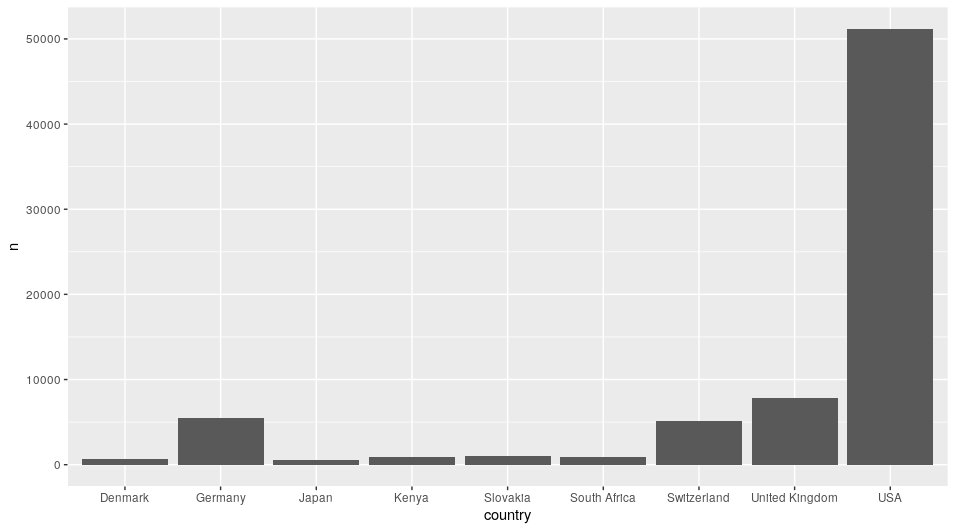 50000
40000
30000
20000
10000
0
n
Denmark Germany Japan Kenya Slovakia South Africa Switzerland United Kingdom USA
country